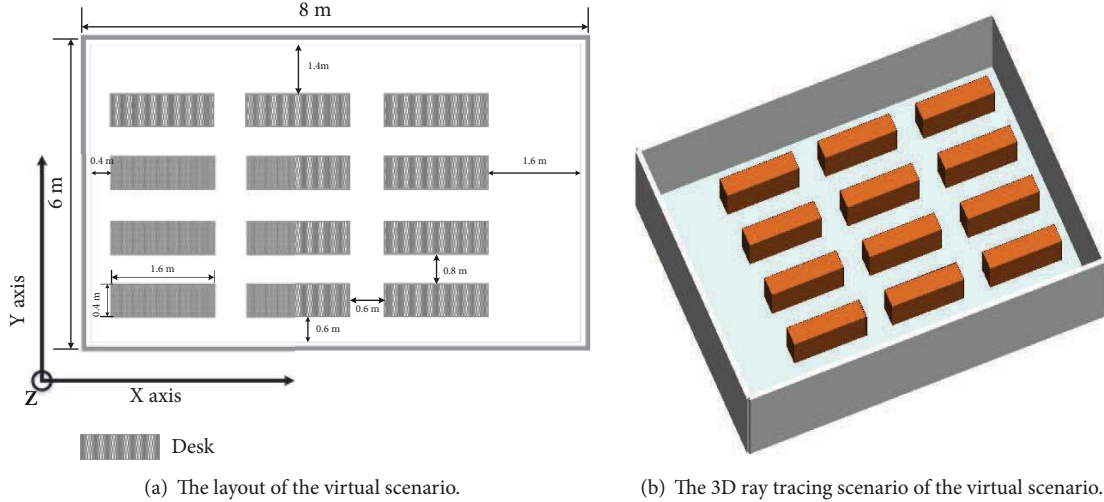 8 m
1.4m
0.4 m
1.6 m
6 m
Y axis
1.6 m
0.8 m
0.4 m
0.6 m
0.6 m
Z
X axis
Desk
(a) The layout of the virtual scenario.
(b) The 3D ray tracing scenario of the virtual scenario.